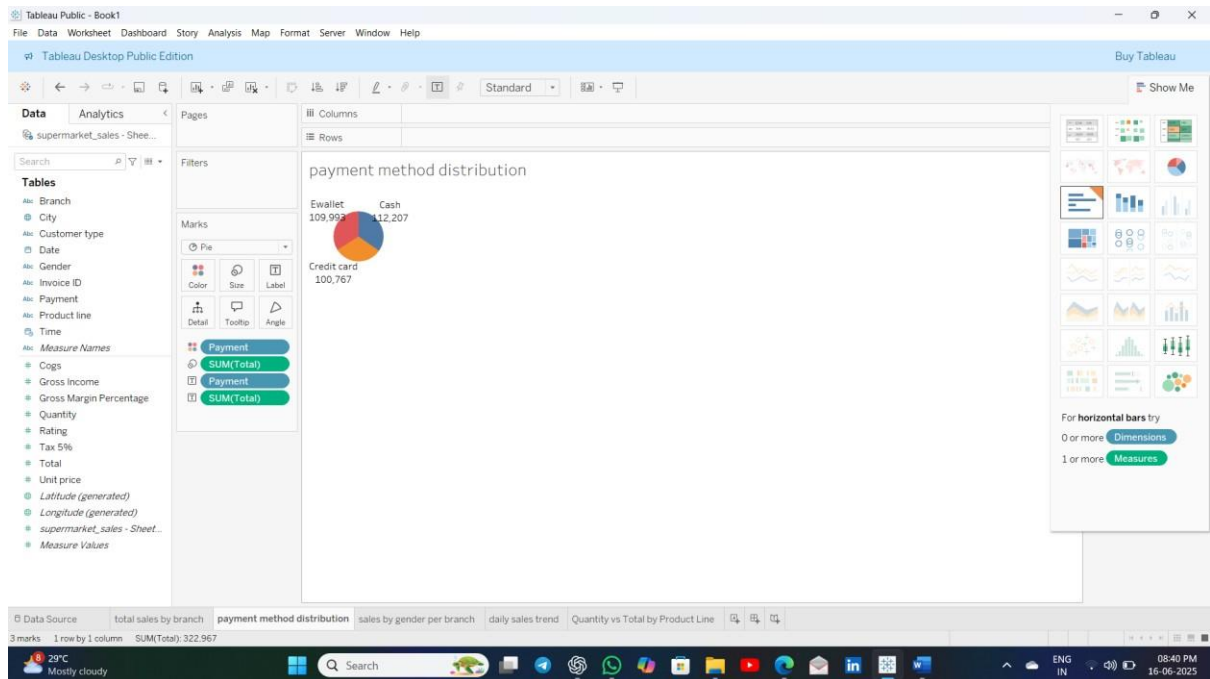 Tableau Public - Book1
File Data Worksheet Dashboard Story Analysis Map Format Server Window Help
Tableau Desktop Public Edition
Buy Tableau
Standard
Show Me
Data Analytics
supermarket_sales - Shee...
Search
Tables
Abc Branch
City
Abc Customer type
Date
Abc Gender
Abc Invoice ID
Abc Payment
Abc Product line
Time
Abc Measure Names
# Cogs
# Gross Income
# Gross Margin Percentage
# Quantity
# Rating
# Tax 5%
# Total
# Unit price
Latitude (generated)
Longitude (generated)
# supermarket_sales - Sheet...
# Measure Values
Pages
Filters
Marks
Pie
Color Size Label
Detail Tooltip Angle
Payment
SUM(Total)
Payment
SUM(Total)
Columns
Rows
payment method distribution
Ewallet
109,993
Cash
112,207
Credit card
100,767
For horizontal bars try
0 or more Dimensions
1 or more Measures
Data Source total sales by branch payment method distribution sales by gender per branch daily sales trend Quantity vs Total by Product Line
3 marks 1 row by 1 column SUM(Total): 322,967
8
29°C
Mostly cloudy
Search
ENG
IN
08:40 PM
16-06-2025